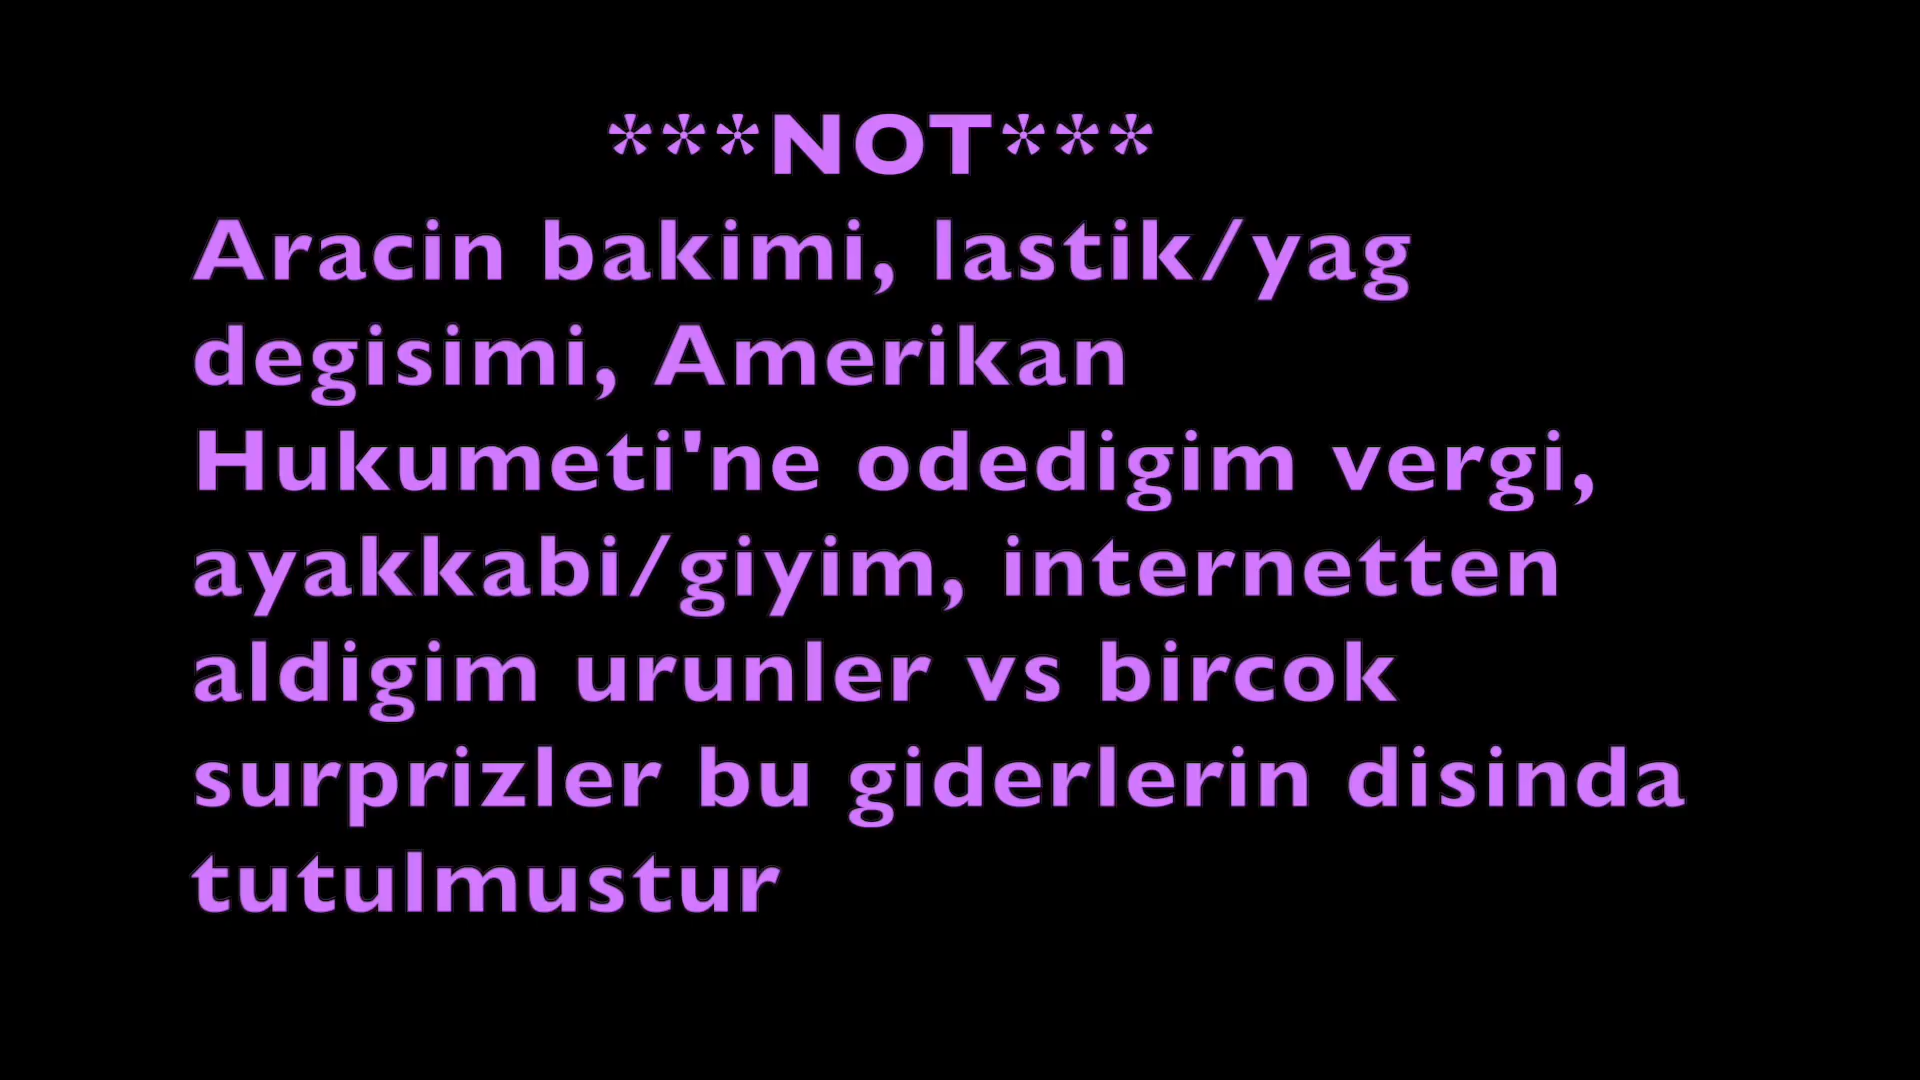 ***NOT***
Aracin bakimi, lastik/yag
degisimi, Amerikan
Hukumeti'ne odedigim vergi,
ayakkabi/giyim, internetten
aldigim urunler vs bircok
surprizler bu giderlerin disinda
tutulmustur